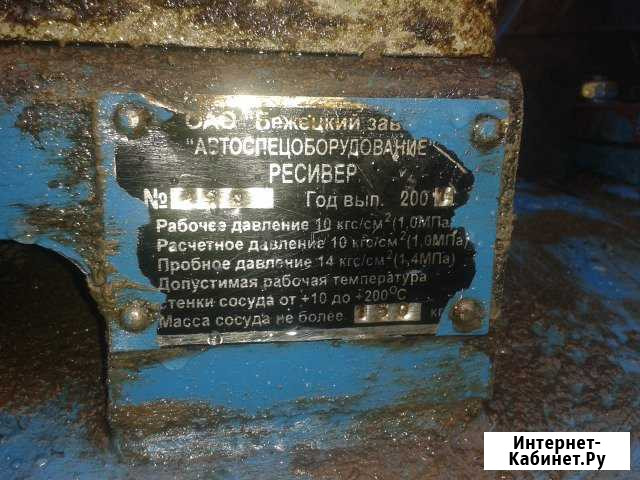 ОАО "Бежецкий зав
"АВТОСПЕЦОБОРУДОВАНИЕ"
РЕСИВЕР
№ Год вып. 2001
Рабочее давление 10 кгс/см²(1,0МПа)
Расчетное давление 10 кгс/см²(1,0МПа)
Пробное давление 14 кгс/см²(1,4МПа)
Допустимая рабочая температура
стенки сосуда от +10 до +200°С
Масса сосуда не более кг
Интернет-
Кабинет.Ру